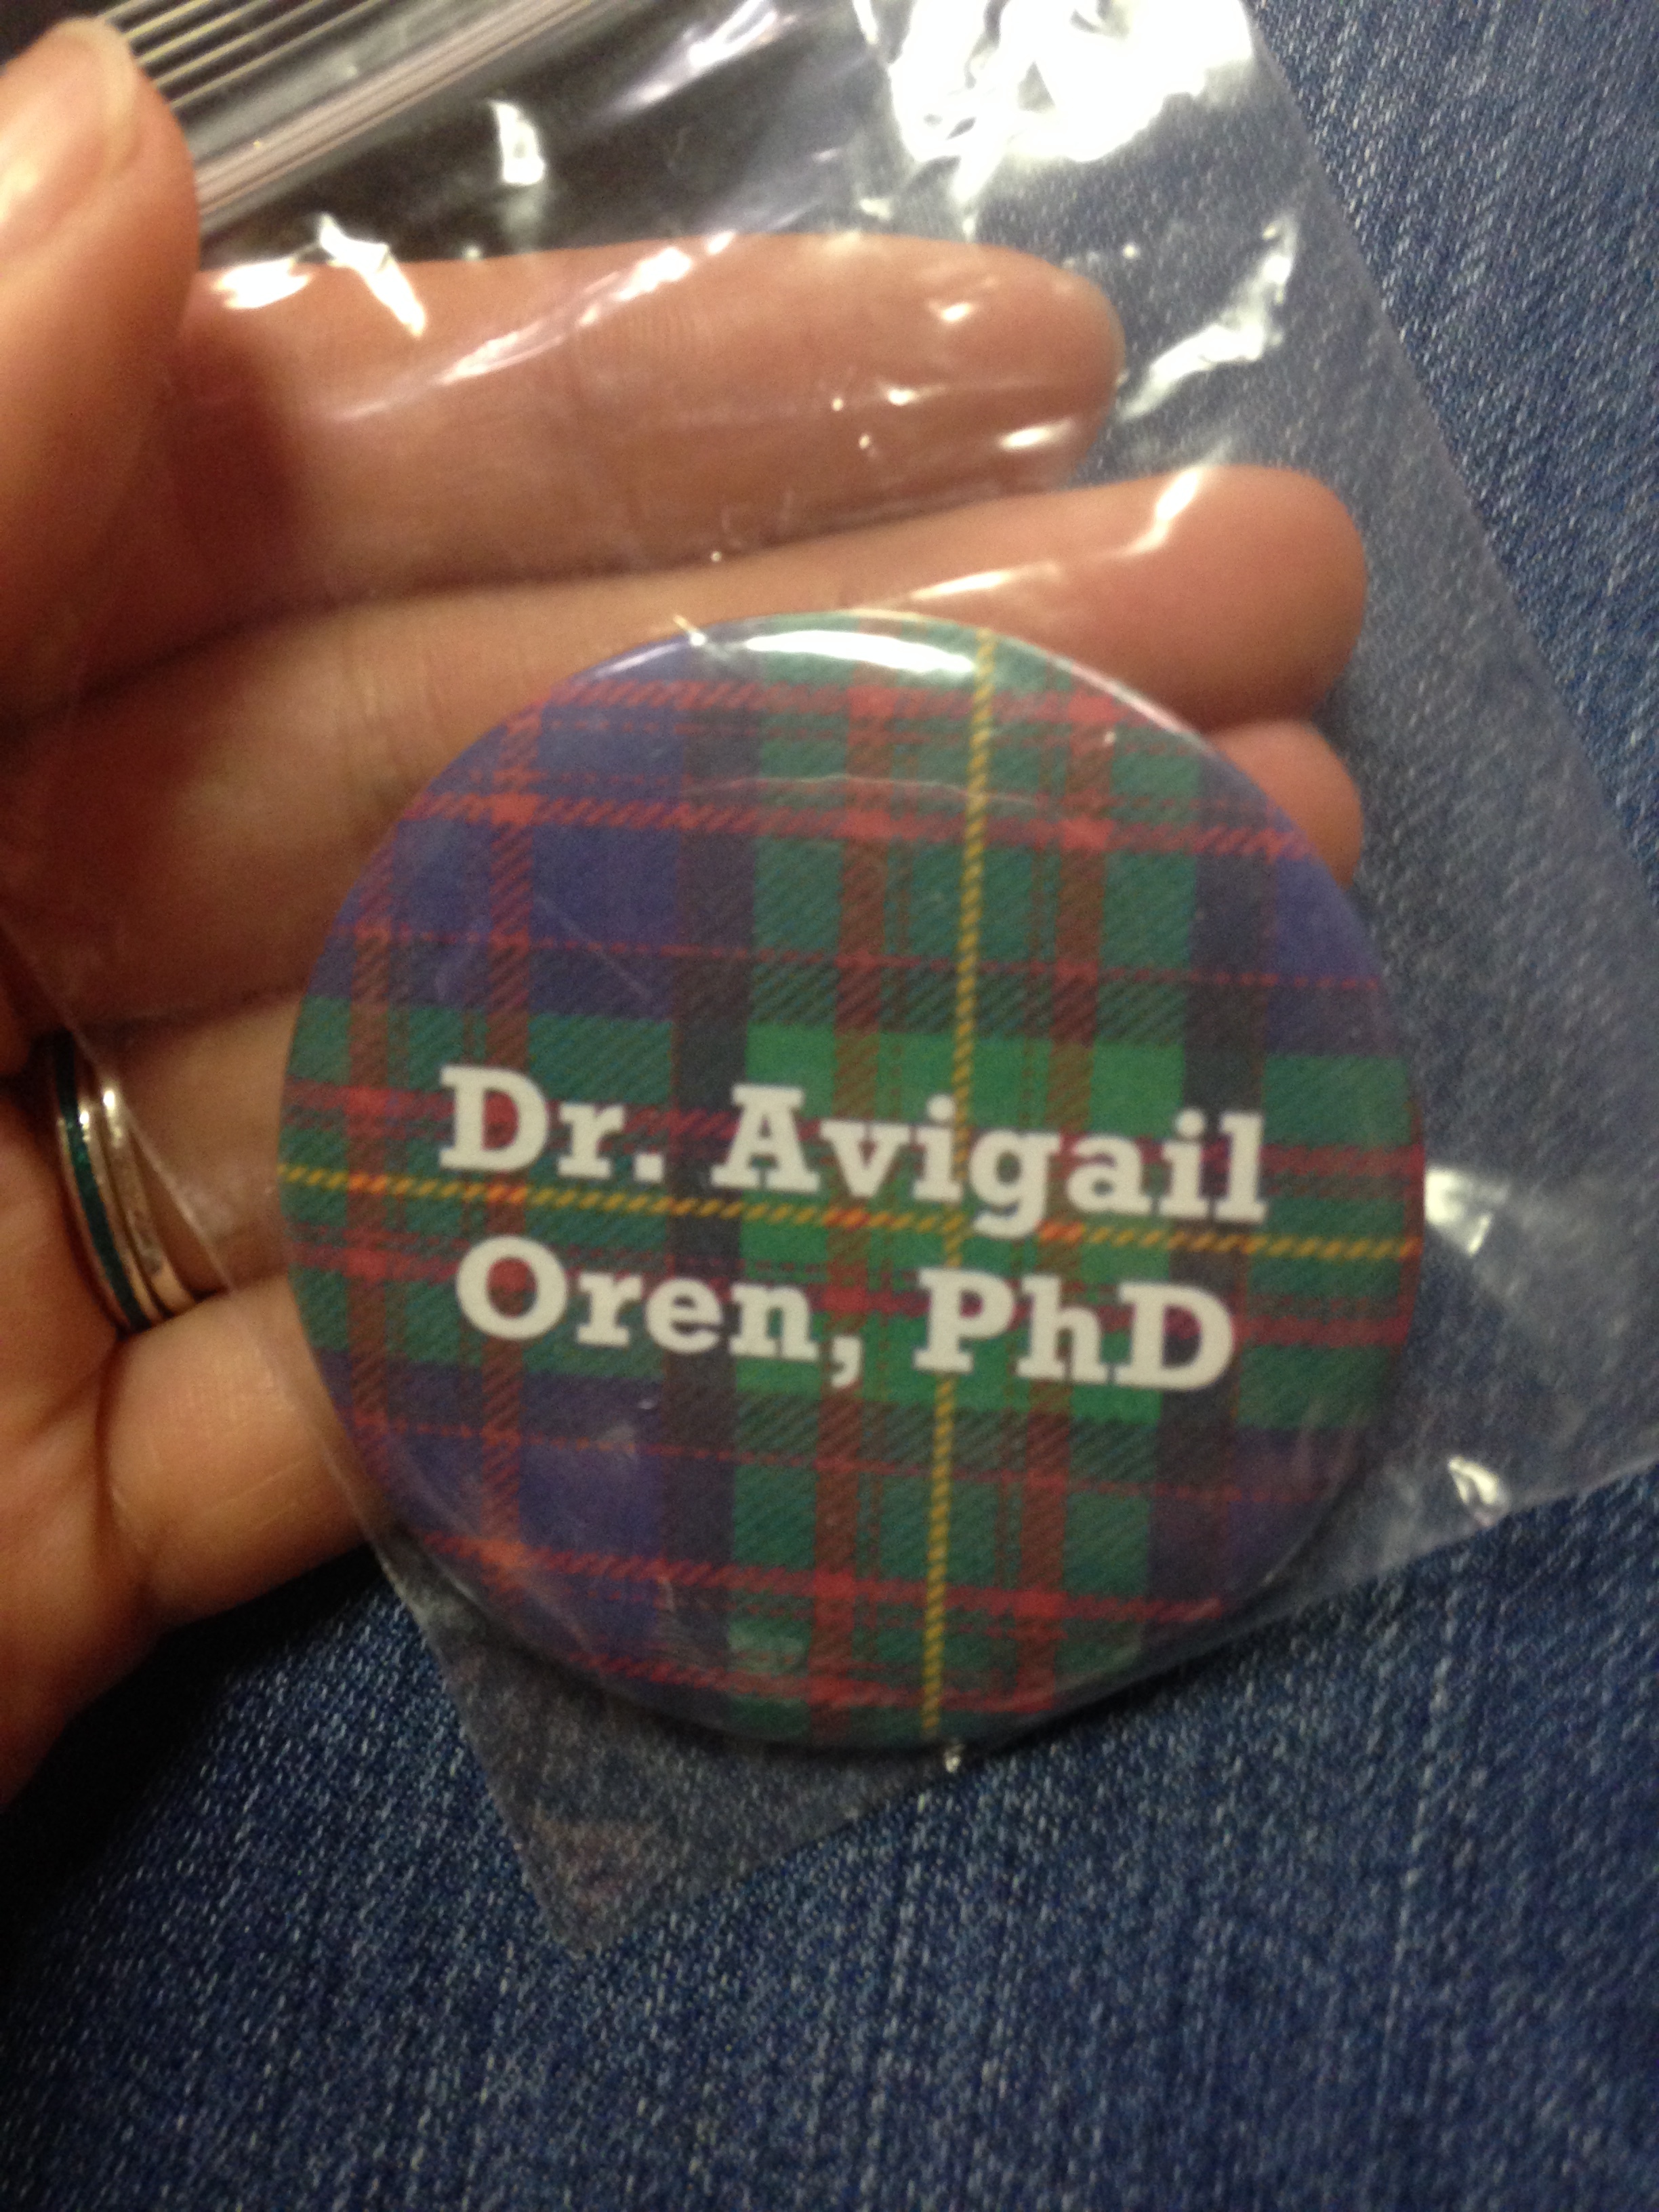 Dr. Avigail
Oren, PhD